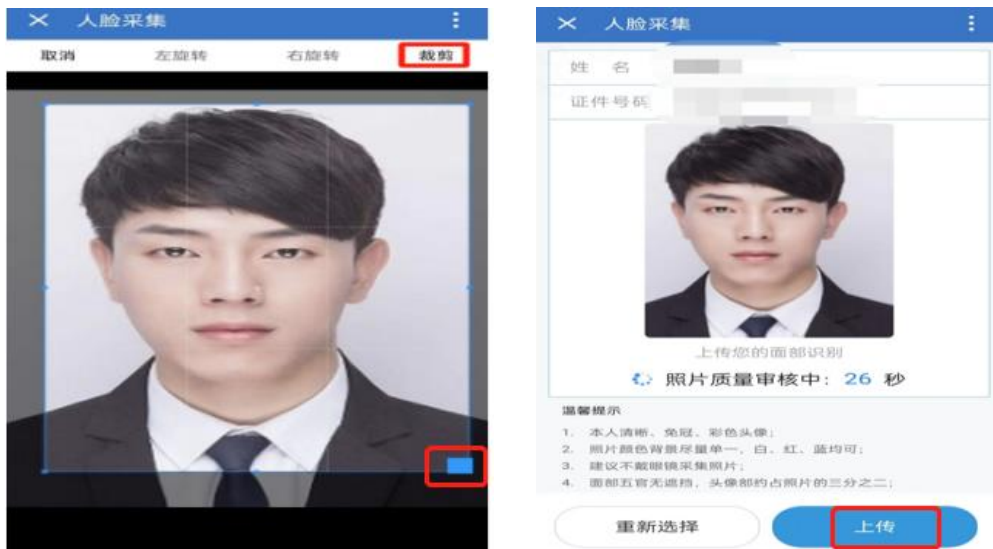 人脸采集
取消 左旋转 右旋转 裁剪
人脸采集
姓 名
证件号码
上传您的面部识别
照片质量审核中：26 秒
温馨提示
1. 本人清晰、免冠、彩色头像；
2. 照片颜色背景尽量单一，白、红、蓝均可；
3. 建议不戴眼镜采集照片；
4. 面部五官无遮挡，头像部约占照片的三分之二；
重新选择 上传